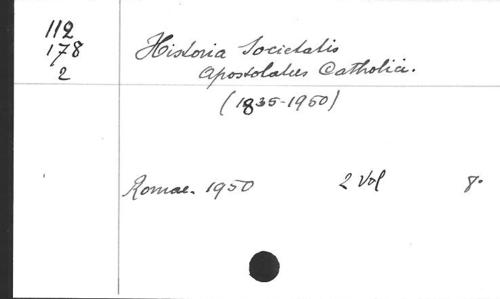 112
178
2
Historia Societatis
Apostolatus Catholici.
(1835-1950)
Romae. 1950 2 Vol 8°